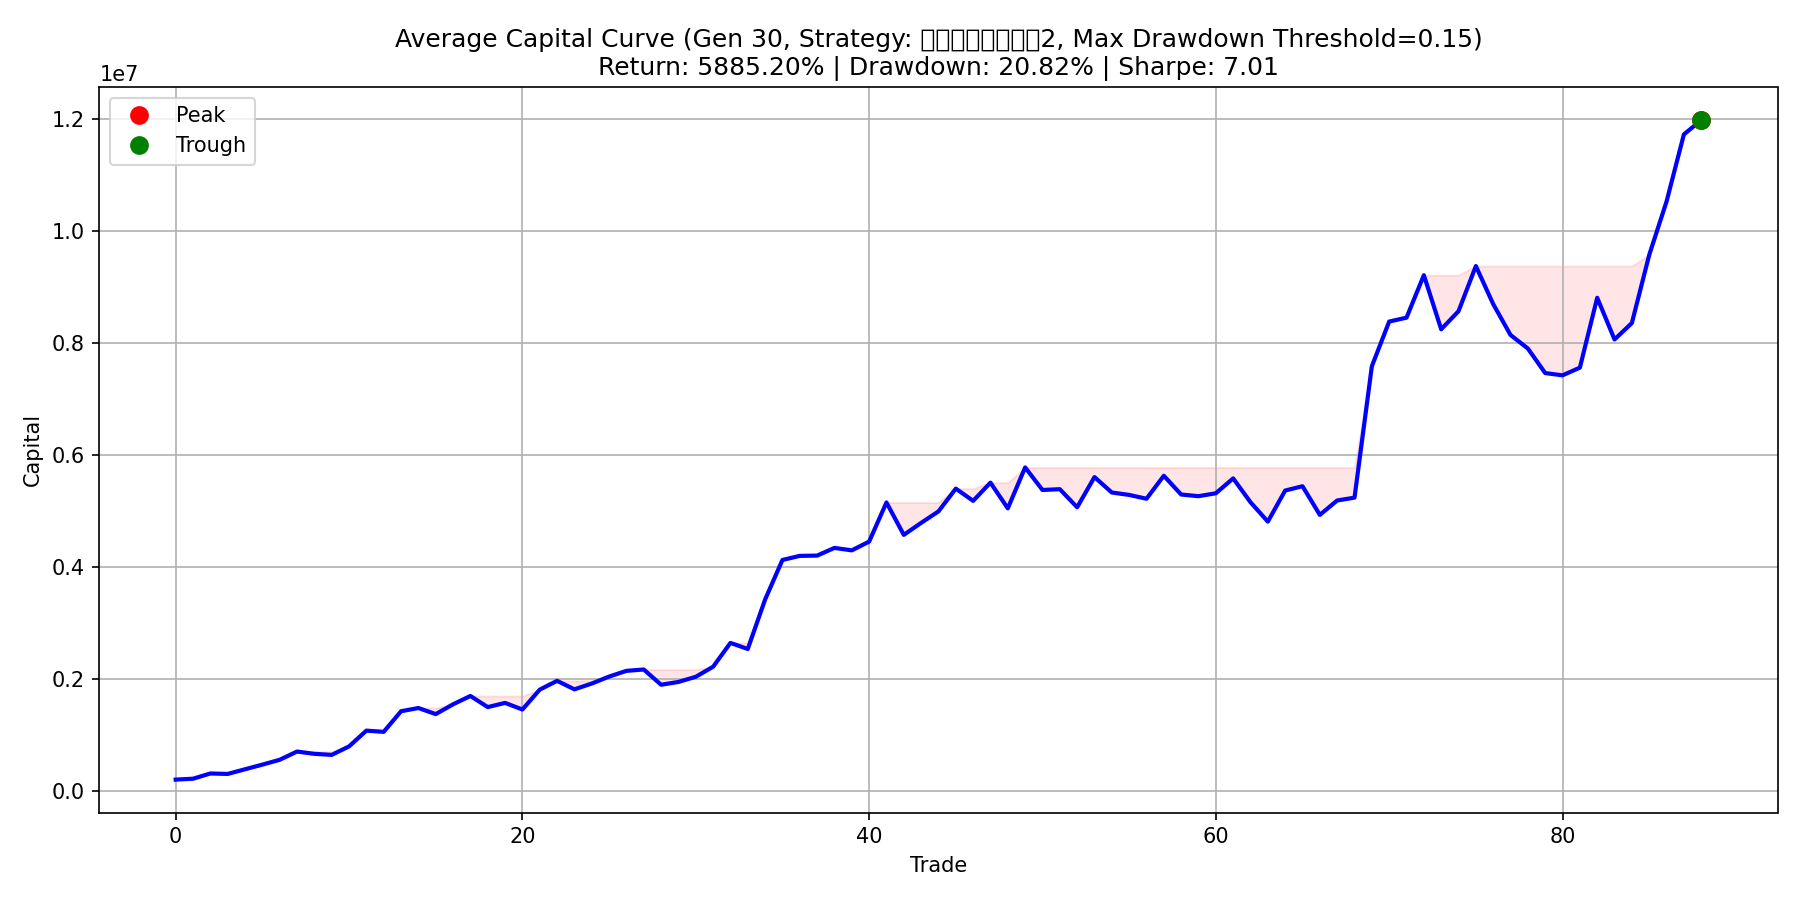 Average Capital Curve (Gen 30, Strategy: 2, Max Drawdown Threshold=0.15)
Return: 5885.20% | Drawdown: 20.82% | Sharpe: 7.01
1e7
Peak
Trough
1.2
1.0
0.8
0.6
0.4
0.2
0.0
Capital
0 20 40 60 80
Trade